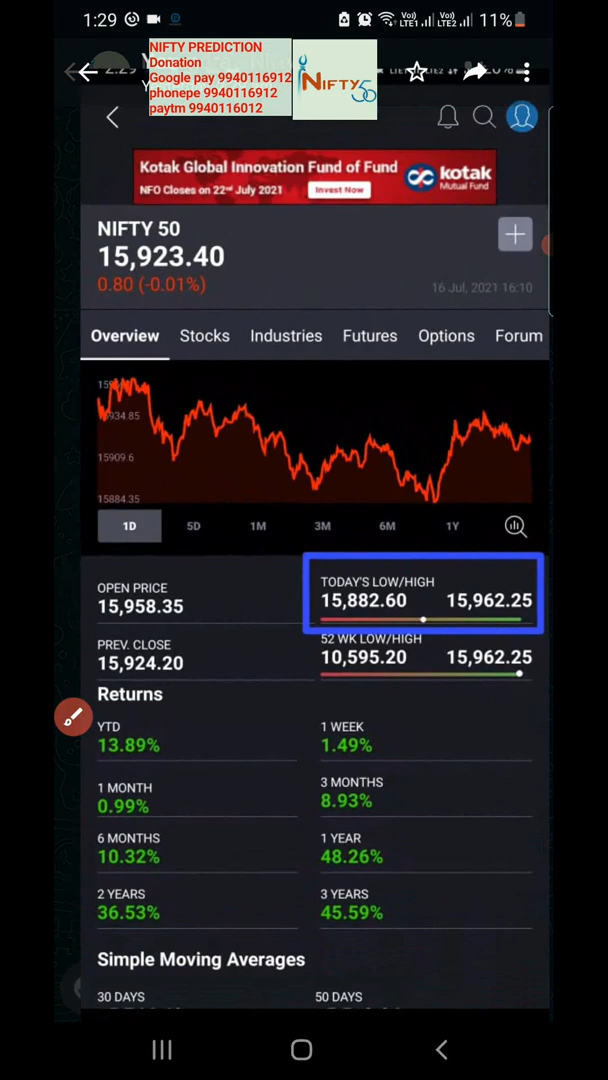 1:29
Vo))
LTE1
Vo))
LTE2
11%
NIFTY PREDICTION
Donation
Google pay 9940116912
phonepe 9940116912
paytm 9940116012
NIFTY
50
Kotak Global Innovation Fund of Fund
NFO Closes on 22nd July 2021
Invest Now
kotak
Mutual Fund
NIFTY 50
15,923.40
0.80 (-0.01%)
16 Jul, 2021 16:10
Overview Stocks Industries Futures Options Forum
15934.85
15909.6
15884.35
1D 5D 1M 3M 6M 1Y
OPEN PRICE
15,958.35
TODAY'S LOW/HIGH
15,882.60 15,962.25
PREV. CLOSE
15,924.20
52 WK LOW/HIGH
10,595.20 15,962.25
Returns
YTD
13.89%
1 WEEK
1.49%
1 MONTH
0.99%
3 MONTHS
8.93%
6 MONTHS
10.32%
1 YEAR
48.26%
2 YEARS
36.53%
3 YEARS
45.59%
Simple Moving Averages
30 DAYS
50 DAYS